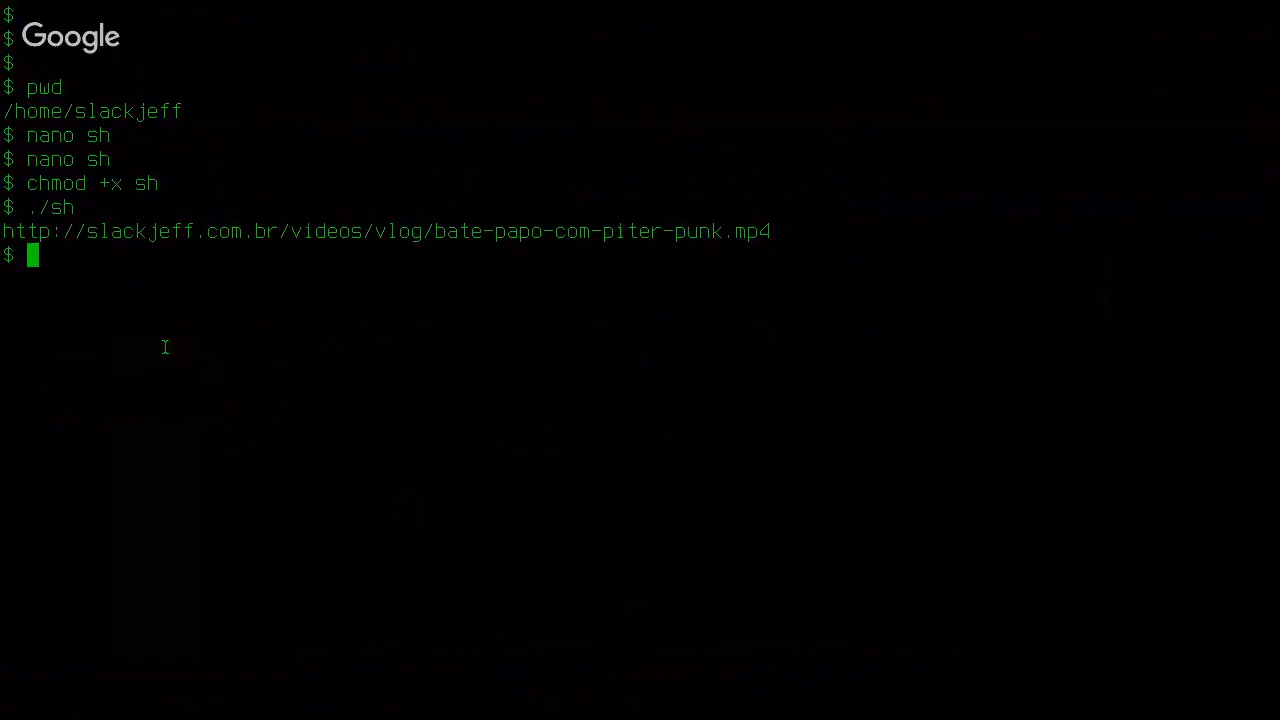 $
$ Google
$
$ pwd
/home/slackjeff
$ nano sh
$ nano sh
$ chmod +x sh
$ ./sh
http://slackjeff.com.br/videos/vlog/bate-papo-com-piter-punk.mp4
$